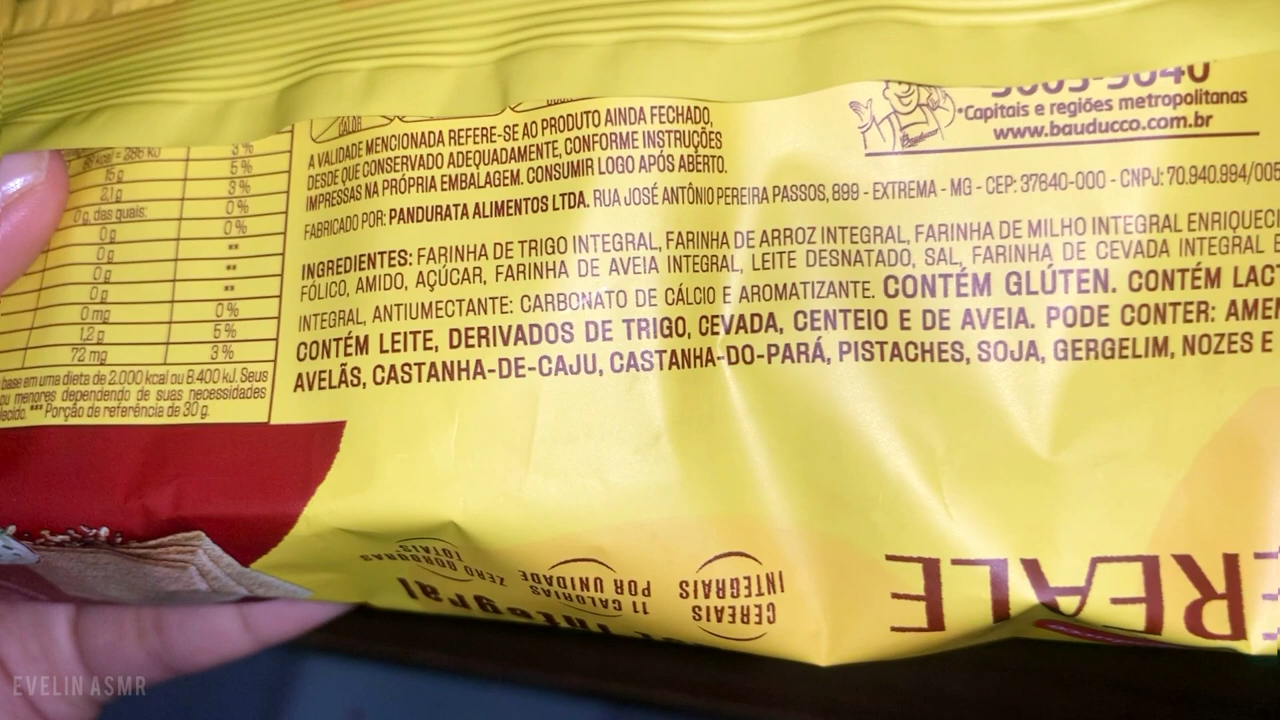 CALOR
A VALIDADE MENCIONADA REFERE-SE AO PRODUTO AINDA FECHADO,
DESDE QUE CONSERVADO ADEQUADAMENTE, CONFORME INSTRUÇÕES
IMPRESSAS NA PRÓPRIA EMBALAGEM. CONSUMIR LOGO APÓS ABERTO.
*Capitais e regiões metropolitanas
www.bauducco.com.br
FABRICADO POR: PANDURATA ALIMENTOS LTDA. RUA JOSÉ ANTÔNIO PEREIRA PASSOS, 899 - EXTREMA - MG - CEP: 37640-000 - CNPJ: 70.940.994/005
INGREDIENTES: FARINHA DE TRIGO INTEGRAL, FARINHA DE ARROZ INTEGRAL, FARINHA DE MILHO INTEGRAL ENRIQUECI
FÓLICO, AMIDO, AÇÚCAR, FARINHA DE AVEIA INTEGRAL, LEITE DESNATADO, SAL, FARINHA DE CEVADA INTEGRAL E
INTEGRAL, ANTIUMECTANTE: CARBONATO DE CÁLCIO E AROMATIZANTE. CONTÉM GLÚTEN. CONTÉM LACT
CONTÉM LEITE, DERIVADOS DE TRIGO, CEVADA, CENTEIO E DE AVEIA. PODE CONTER: AMEN
AVELÃS, CASTANHA-DE-CAJU, CASTANHA-DO-PARÁ, PISTACHES, SOJA, GERGELIM, NOZES E
3%
15 g 5%
2,1 g 3%
0 g, das quais: 0%
0 g 0%
0 g **
0 g **
0 g **
0 mg 0%
1,2 g 5%
72 mg 3%
base em uma dieta de 2.000 kcal ou 8.400 kJ. Seus
ou menores dependendo de suas necessidades
*** Porção de referência de 30 g.
CEREAIS
INTEGRAIS
11 CALORIAS
POR UNIDADE
ZERO GORDURAS
TOTAIS
integral
EREALE
EVELIN ASMR